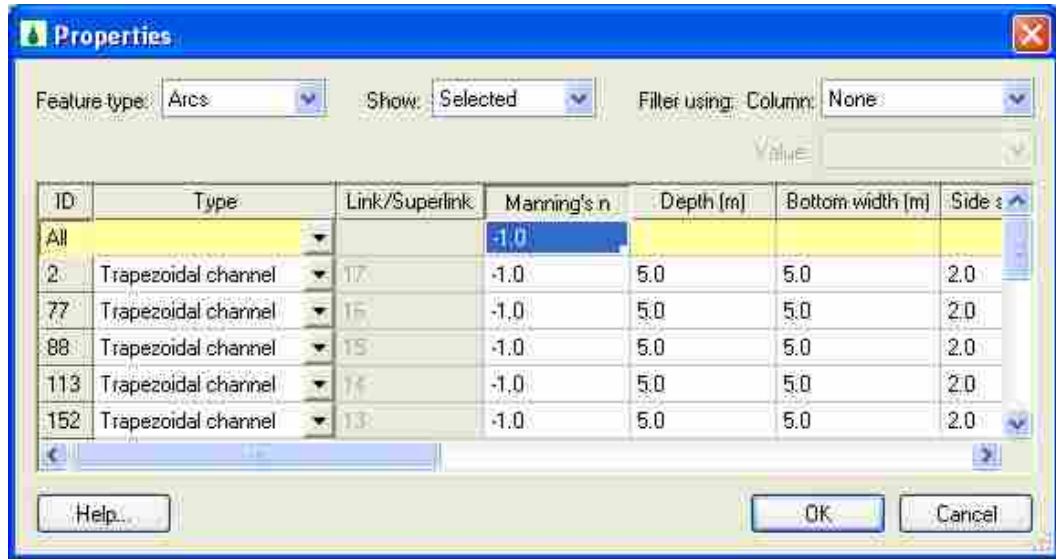 Properties
Feature type: Arcs Show: Selected Filter using: Column: None
Value:
ID Type Link/Superlink Manning's n Depth (m) Bottom width (m) Side s
All -1.0
2 Trapezoidal channel 17 -1.0 5.0 5.0 2.0
77 Trapezoidal channel 16 -1.0 5.0 5.0 2.0
88 Trapezoidal channel 15 -1.0 5.0 5.0 2.0
113 Trapezoidal channel 14 -1.0 5.0 5.0 2.0
152 Trapezoidal channel 13 -1.0 5.0 5.0 2.0
Help... OK Cancel